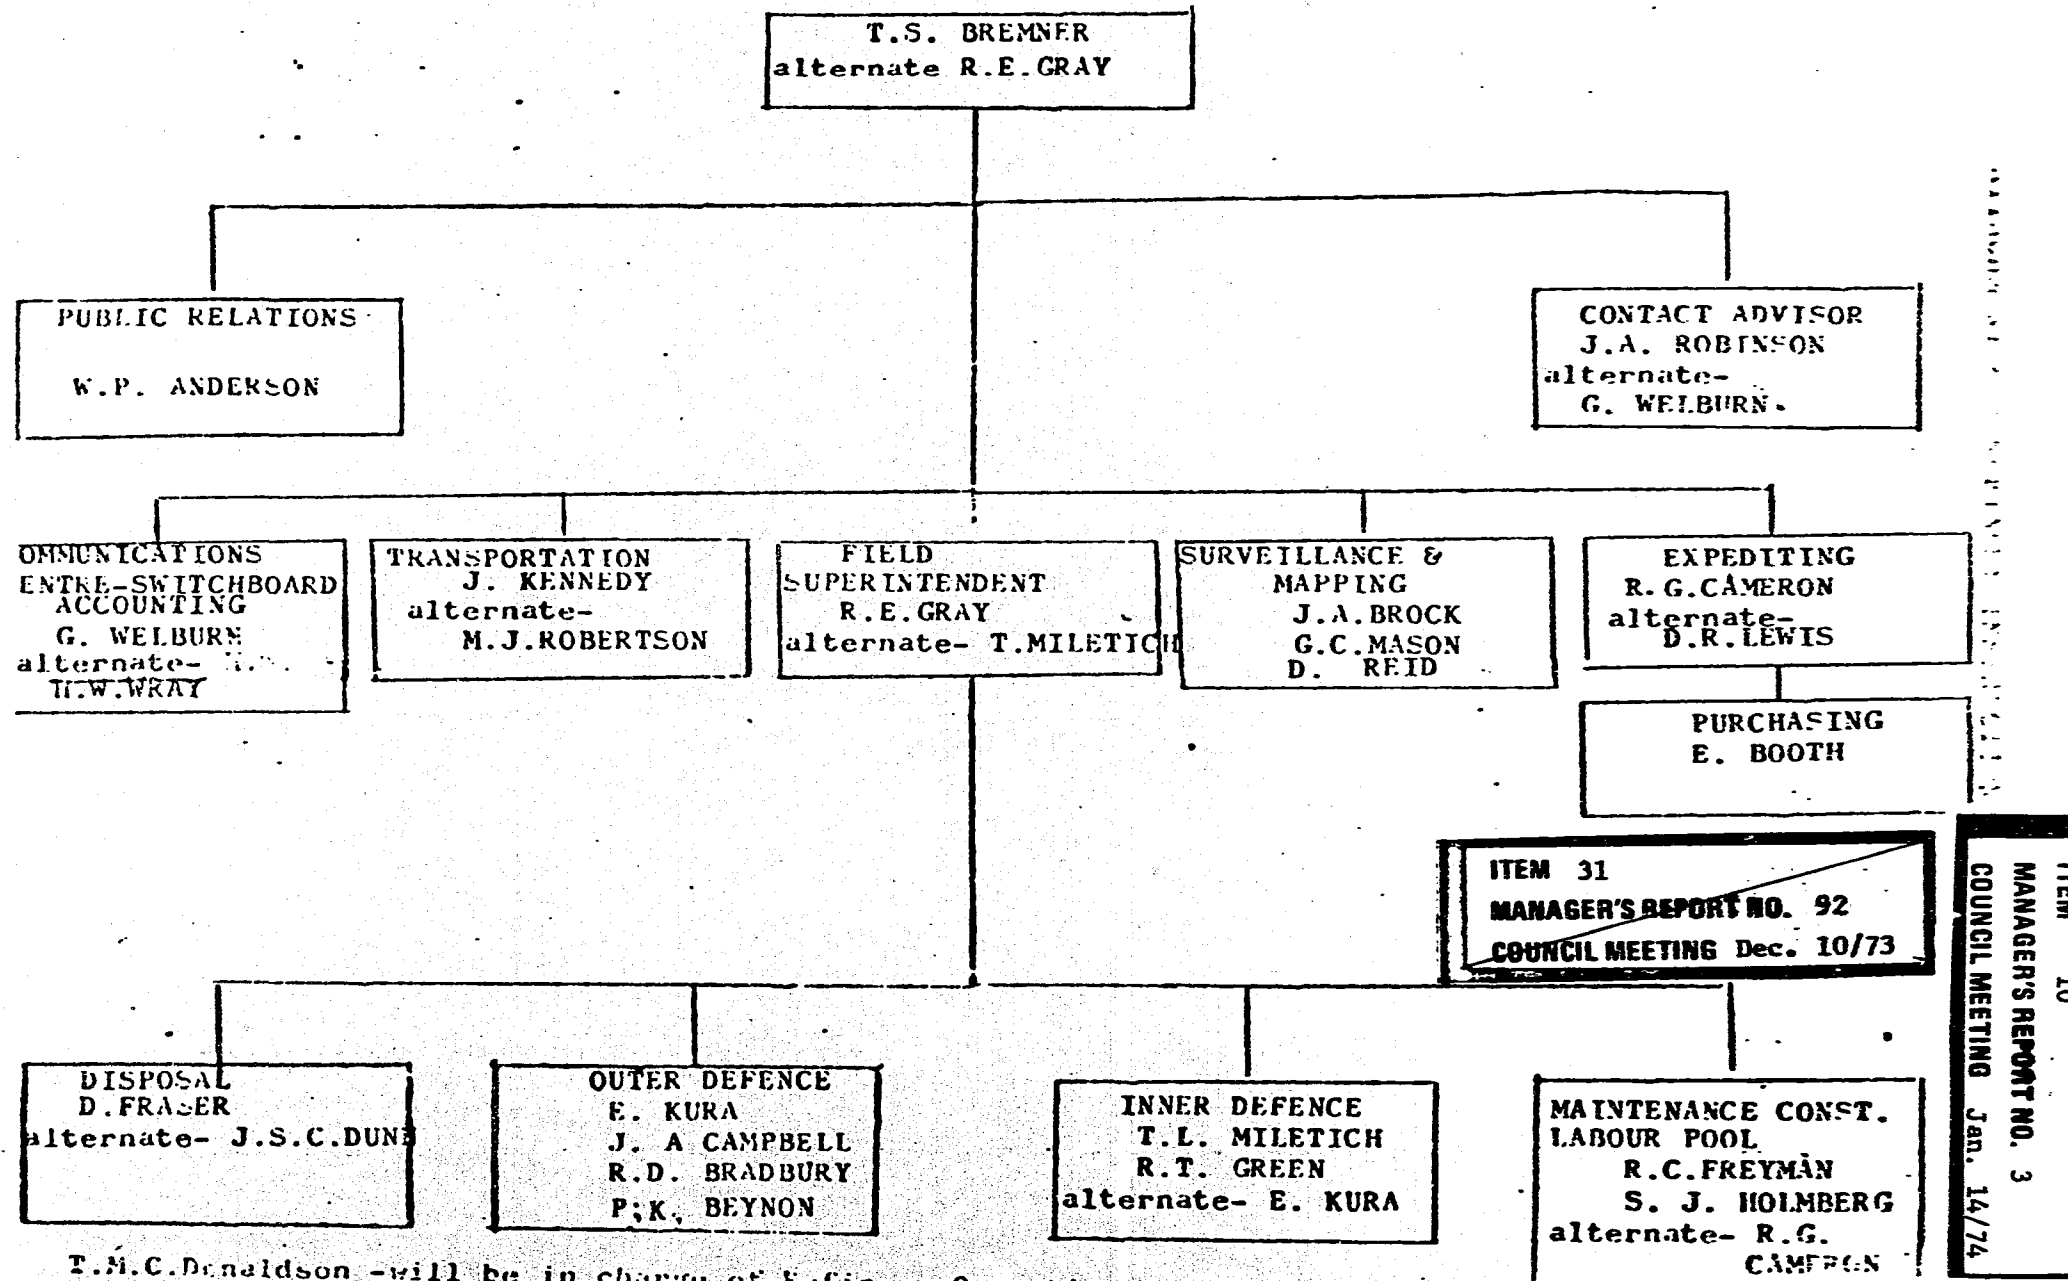 T.S. BREMNER
alternate R.E.GRAY
PUBLIC RELATIONS
W.P. ANDERSON
CONTACT ADVISOR
J.A. ROBINSON
alternate-
G. WELBURN.
OMMUNICATIONS
ENTRE-SWITCHBOARD
ACCOUNTING
G. WELBURN
alternate-
H.W.WRAY
TRANSPORTATION
J. KENNEDY
alternate-
M.J.ROBERTSON
FIELD
SUPERINTENDENT
R.E.GRAY
alternate- T.MILETICH
SURVEILLANCE &
MAPPING
J.A.BROCK
G.C.MASON
D. REID
EXPEDITING
R.G.CAMERON
alternate-
D.R.LEWIS
PURCHASING
E. BOOTH
ITEM 31
MANAGER'S REPORT NO. 92
COUNCIL MEETING Dec. 10/73
ITEM 10
MANAGER'S REPORT NO. 3
COUNCIL MEETING Jan. 14/74
DISPOSAL
D.FRASER
alternate- J.S.C.DUNN
OUTER DEFENCE
E. KURA
J. A CAMPBELL
R.D. BRADBURY
P.K. BEYNON
INNER DEFENCE
T.L. MILETICH
R.T. GREEN
alternate- E. KURA
MAINTENANCE CONST.
LABOUR POOL
R.C.FREYMAN
S. J. HOLMBERG
alternate- R.G.
CAMERON
T.M.C.Donaldson -will be in charge of